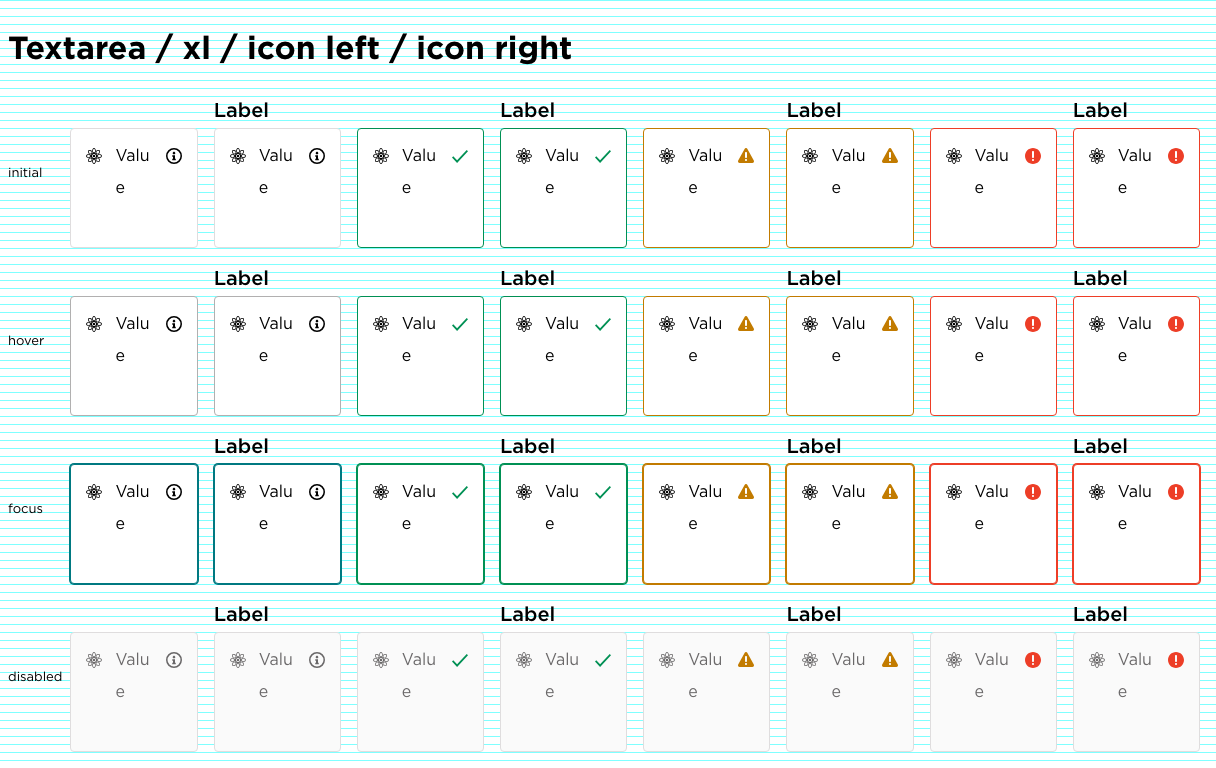 Textarea / xl / icon left / icon right
Label Label Label Label
initial
Valu Valu Valu Valu Valu Valu Valu Valu
e e e e e e e e
Label Label Label Label
hover
Valu Valu Valu Valu Valu Valu Valu Valu
e e e e e e e e
Label Label Label Label
focus
Valu Valu Valu Valu Valu Valu Valu Valu
e e e e e e e e
Label Label Label Label
disabled
Valu Valu Valu Valu Valu Valu Valu Valu
e e e e e e e e